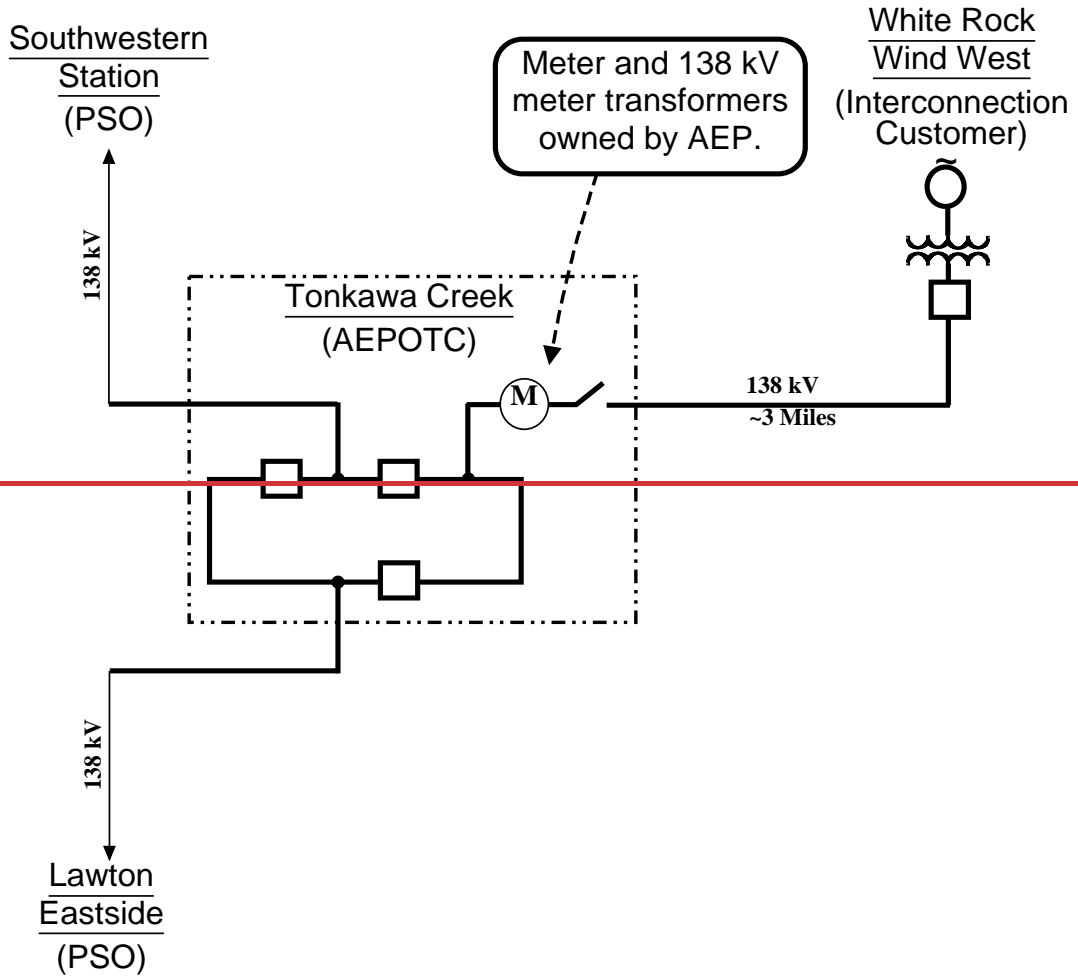 Southwestern
Station
(PSO)
138 kV
Meter and 138 kV
meter transformers
owned by AEP.
White Rock
Wind West
(Interconnection
Customer)
~
Tonkawa Creek
(AEPOTC)
M
138 kV
~3 Miles
138 kV
Lawton
Eastside
(PSO)